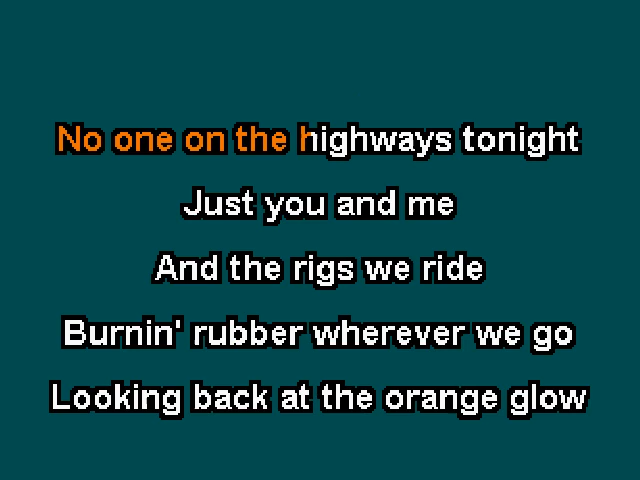 No one on the highways tonight
Just you and me
And the rigs we ride
Burnin' rubber wherever we go
Looking back at the orange glow